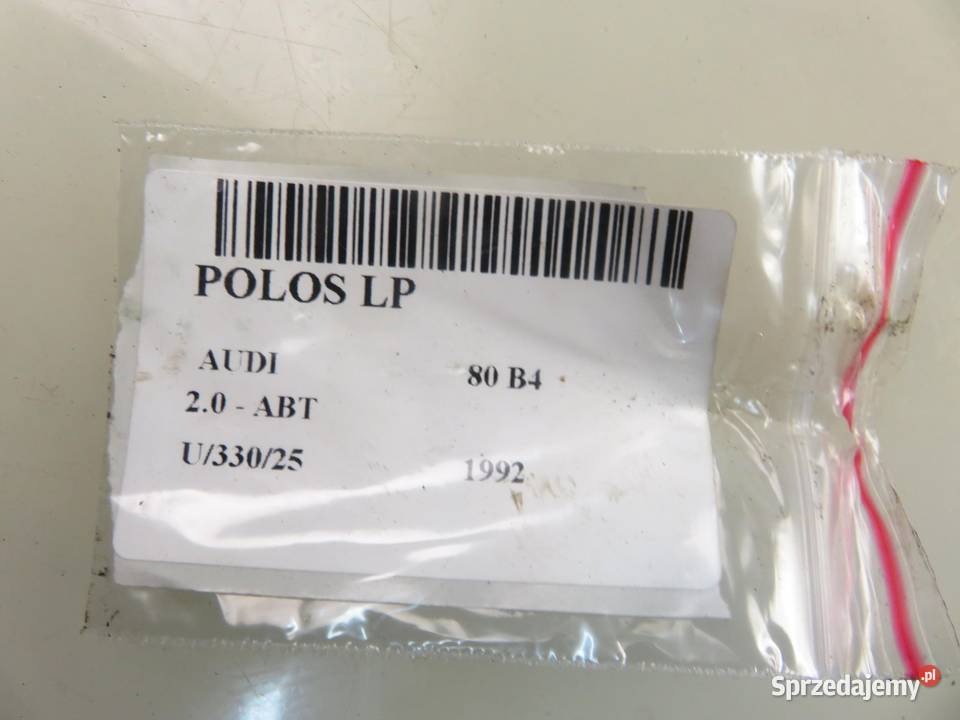 POLOS LP
AUDI 80 B4
2.0 - ABT
U/330/25 1992
Sprzedajemy.pl